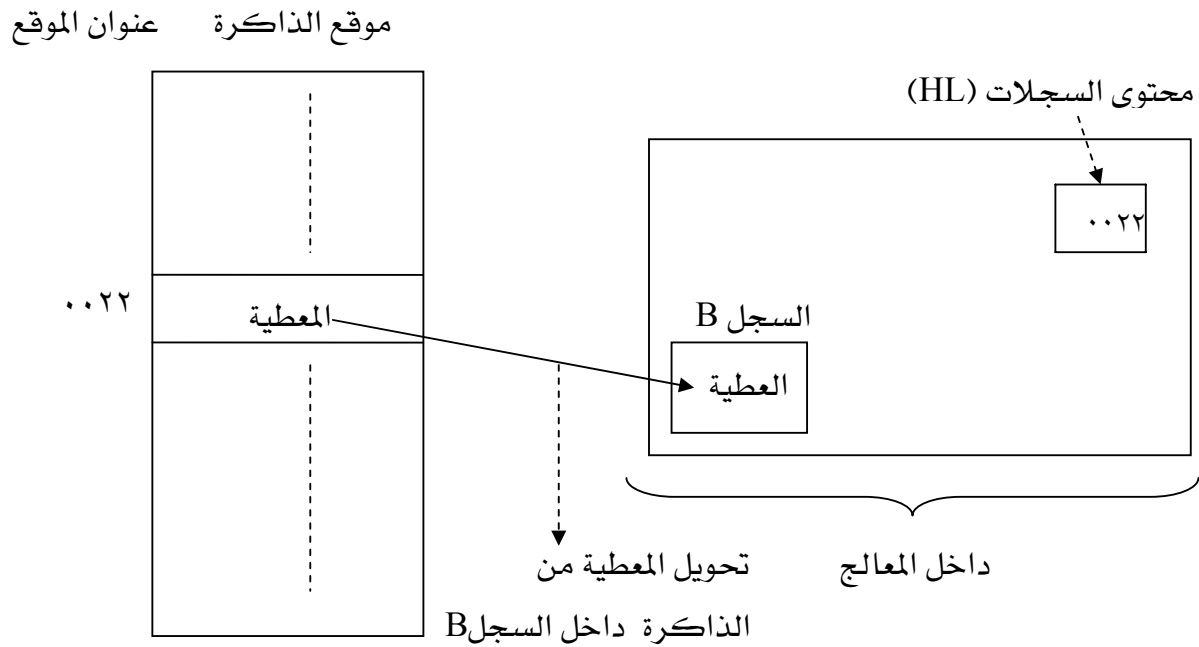 موقع الذاكرة عنوان الموقع
محتوى السجلات (HL)
٠٠٢٢
٠٠٢٢
المعطية
السجل B
العطية
داخل المعالج
تحويل المعطية من
الذاكرة داخل السجلB